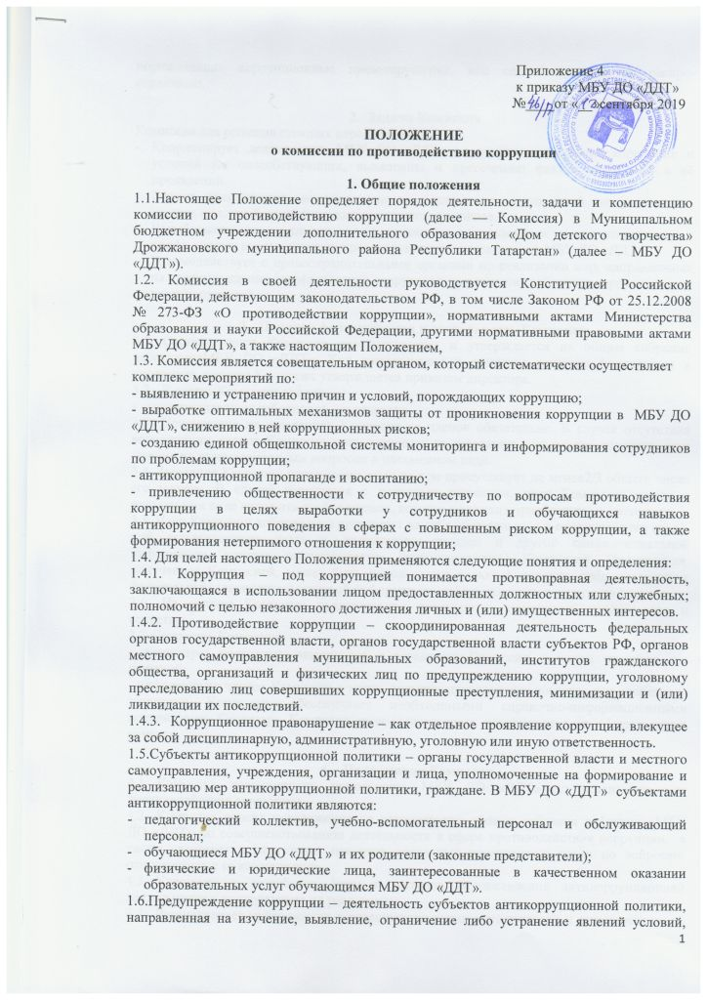 Приложение 4
к приказу МБУ ДО «ДДТ»
№ 46/17 от « 12 » сентября 2019
ПОЛОЖЕНИЕ
о комиссии по противодействию коррупции
1. Общие положения
1.1.Настоящее Положение определяет порядок деятельности, задачи и компетенцию
комиссии по противодействию коррупции (далее — Комиссия) в Муниципальном
бюджетном учреждении дополнительного образования «Дом детского творчества»
Дрожжановского муниципального района Республики Татарстан» (далее – МБУ ДО
«ДДТ»).
1.2. Комиссия в своей деятельности руководствуется Конституцией Российской
Федерации, действующим законодательством РФ, в том числе Законом РФ от 25.12.2008
№ 273-ФЗ «О противодействии коррупции», нормативными актами Министерства
образования и науки Российской Федерации, другими нормативными правовыми актами
МБУ ДО «ДДТ», а также настоящим Положением,
1.3. Комиссия является совещательным органом, который систематически осуществляет
комплекс мероприятий по:
- выявлению и устранению причин и условий, порождающих коррупцию;
- выработке оптимальных механизмов защиты от проникновения коррупции в МБУ ДО
«ДДТ», снижению в ней коррупционных рисков;
- созданию единой общешкольной системы мониторинга и информирования сотрудников
по проблемам коррупции;
- антикоррупционной пропаганде и воспитанию;
- привлечению общественности к сотрудничеству по вопросам противодействия
коррупции в целях выработки у сотрудников и обучающихся навыков
антикоррупционного поведения в сферах с повышенным риском коррупции, а также
формирования нетерпимого отношения к коррупции;
1.4. Для целей настоящего Положения применяются следующие понятия и определения:
1.4.1. Коррупция – под коррупцией понимается противоправная деятельность,
заключающаяся в использовании лицом предоставленных должностных или служебных;
полномочий с целью незаконного достижения личных и (или) имущественных интересов.
1.4.2. Противодействие коррупции – скоординированная деятельность федеральных
органов государственной власти, органов государственной власти субъектов РФ, органов
местного самоуправления муниципальных образований, институтов гражданского
общества, организаций и физических лиц по предупреждению коррупции, уголовному
преследованию лиц совершивших коррупционные преступления, минимизации и (или)
ликвидации их последствий.
1.4.3. Коррупционное правонарушение – как отдельное проявление коррупции, влекущее
за собой дисциплинарную, административную, уголовную или иную ответственность.
1.5.Субъекты антикоррупционной политики – органы государственной власти и местного
самоуправления, учреждения, организации и лица, уполномоченные на формирование и
реализацию мер антикоррупционной политики, граждане. В МБУ ДО «ДДТ» субъектами
антикоррупционной политики являются:
- педагогический коллектив, учебно-вспомогательный персонал и обслуживающий
персонал;
- обучающиеся МБУ ДО «ДДТ» и их родители (законные представители);
- физические и юридические лица, заинтересованные в качественном оказании
образовательных услуг обучающимся МБУ ДО «ДДТ».
1.6.Предупреждение коррупции – деятельность субъектов антикоррупционной политики,
направленная на изучение, выявление, ограничение либо устранение явлений условий,
1